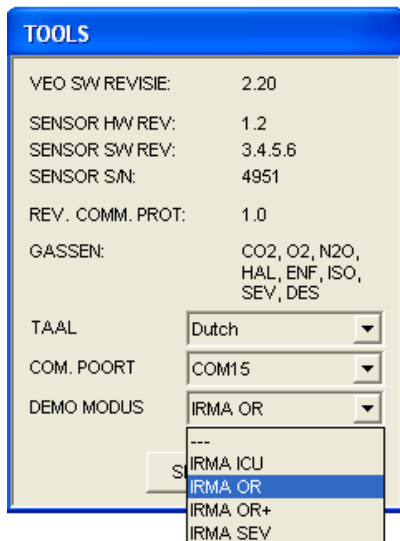 TOOLS
VEO SW REVISIE: 2.20
SENSOR HW REV: 1.2
SENSOR SW REV: 3.4.5.6
SENSOR S/N: 4951
REV. COMM. PROT: 1.0
GASSEN: CO2, O2, N2O,
HAL, ENF, ISO,
SEV, DES
TAAL Dutch
COM. POORT COM15
DEMO MODUS IRMA OR
---
IRMA ICU
IRMA OR
IRMA OR+
IRMA SEV